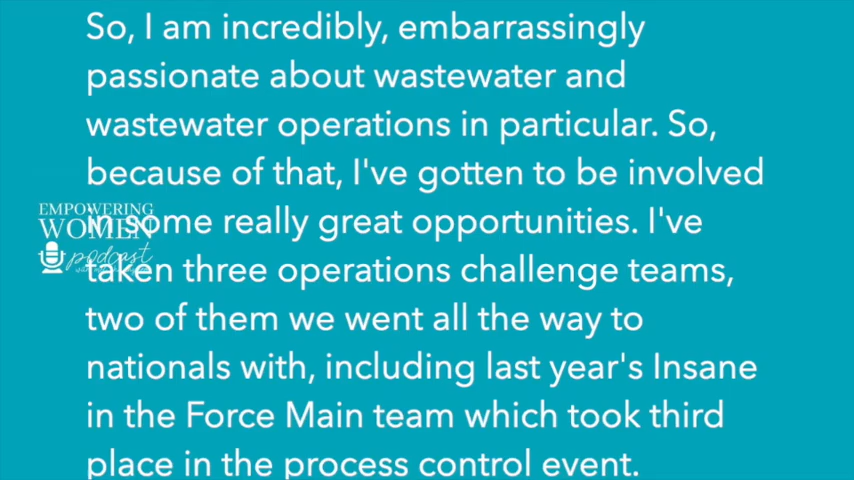 So, I am incredibly, embarrassingly
passionate about wastewater and
wastewater operations in particular. So,
because of that, I've gotten to be involved
in some really great opportunities. I've
taken three operations challenge teams,
two of them we went all the way to
nationals with, including last year's Insane
in the Force Main team which took third
place in the process control event.
EMPOWERING
WOMEN
podcast